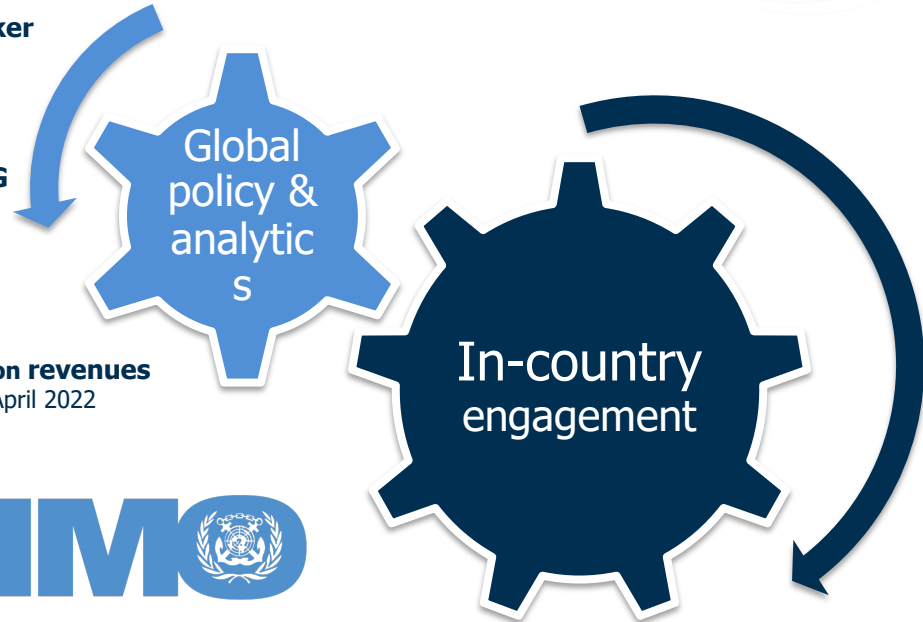 ker
G
on revenues
April 2022
Global
policy &
analytic
s
In-country
engagement
IMO